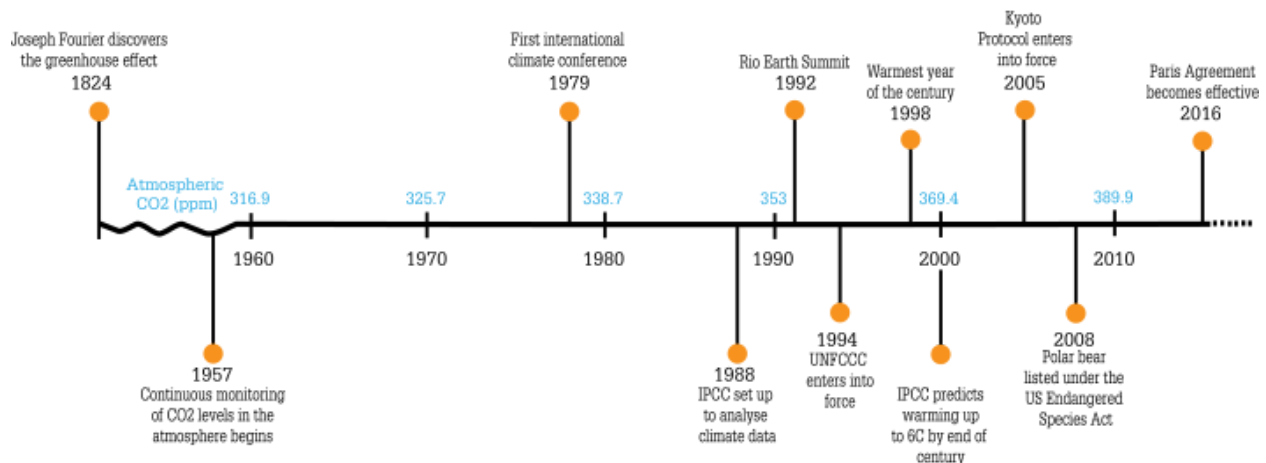 Joseph Fourier discovers
the greenhouse effect
1824
First international
climate conference
1979
Rio Earth Summit
1992
Warmest year
of the century
1998
Kyoto
Protocol enters
into force
2005
Paris Agreement
becomes effective
2016
Atmospheric
CO2 (ppm)
316.9
325.7
338.7
353
369.4
389.9
1960
1970
1980
1990
2000
2010
1957
Continuous monitoring
of CO2 levels in the
atmosphere begins
1988
IPCC set up
to analyse
climate data
1994
UNFCCC
enters into
force
IPCC predicts
warming up
to 6C by end of
century
2008
Polar bear
listed under the
US Endangered
Species Act